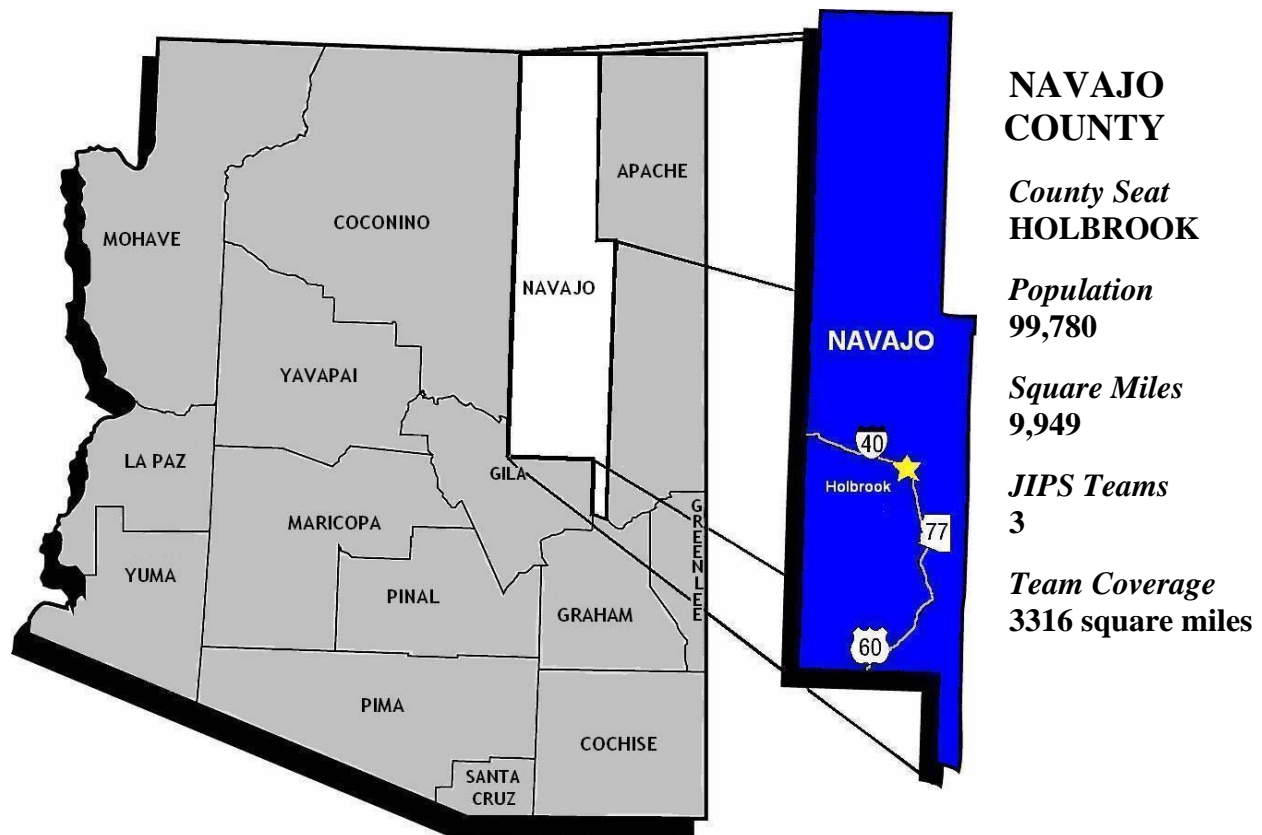 NAVAJO
COUNTY
County Seat
HOLBROOK
Population
99,780
Square Miles
9,949
JIPS Teams
3
Team Coverage
3316 square miles
APACHE
COCONINO
MOHAVE
NAVAJO
YAVAPAI
LA PAZ
GILA
MARICOPA
GREENLEE
YUMA
PINAL
GRAHAM
PIMA
COCHISE
SANTA
CRUZ
NAVAJO
40
Holbrook
77
60